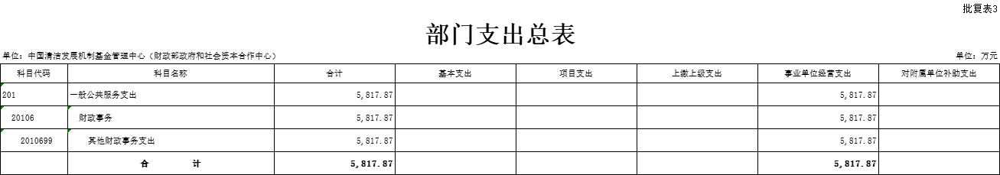 批复表3
部门支出总表
单位：中国清洁发展机制基金管理中心（财政部政府和社会资本合作中心） 单位：万元
科目代码 科目名称 合计 基本支出 项目支出 上缴上级支出 事业单位经营支出 对附属单位补助支出
201 一般公共服务支出 5,817.87 5,817.87
20106 财政事务 5,817.87 5,817.87
2010699 其他财政事务支出 5,817.87 5,817.87
合 计 5,817.87 5,817.87